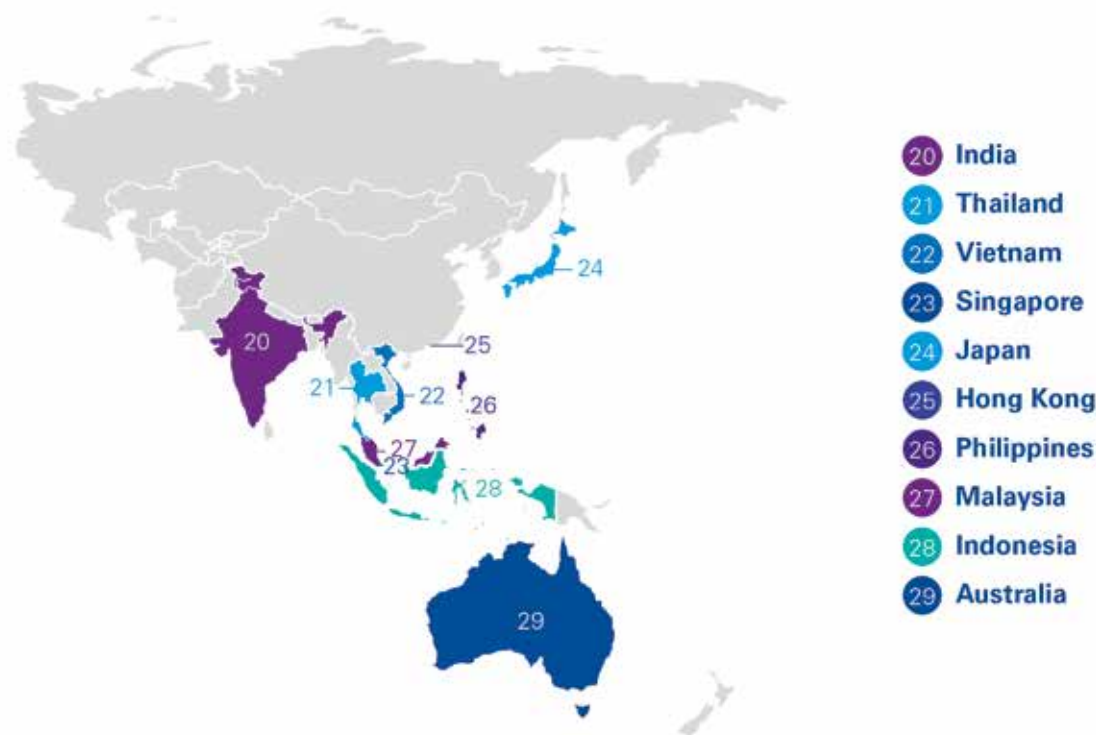 24
20
25
21
22
26
27
23
28
29
20 India
21 Thailand
22 Vietnam
23 Singapore
24 Japan
25 Hong Kong
26 Philippines
27 Malaysia
28 Indonesia
29 Australia